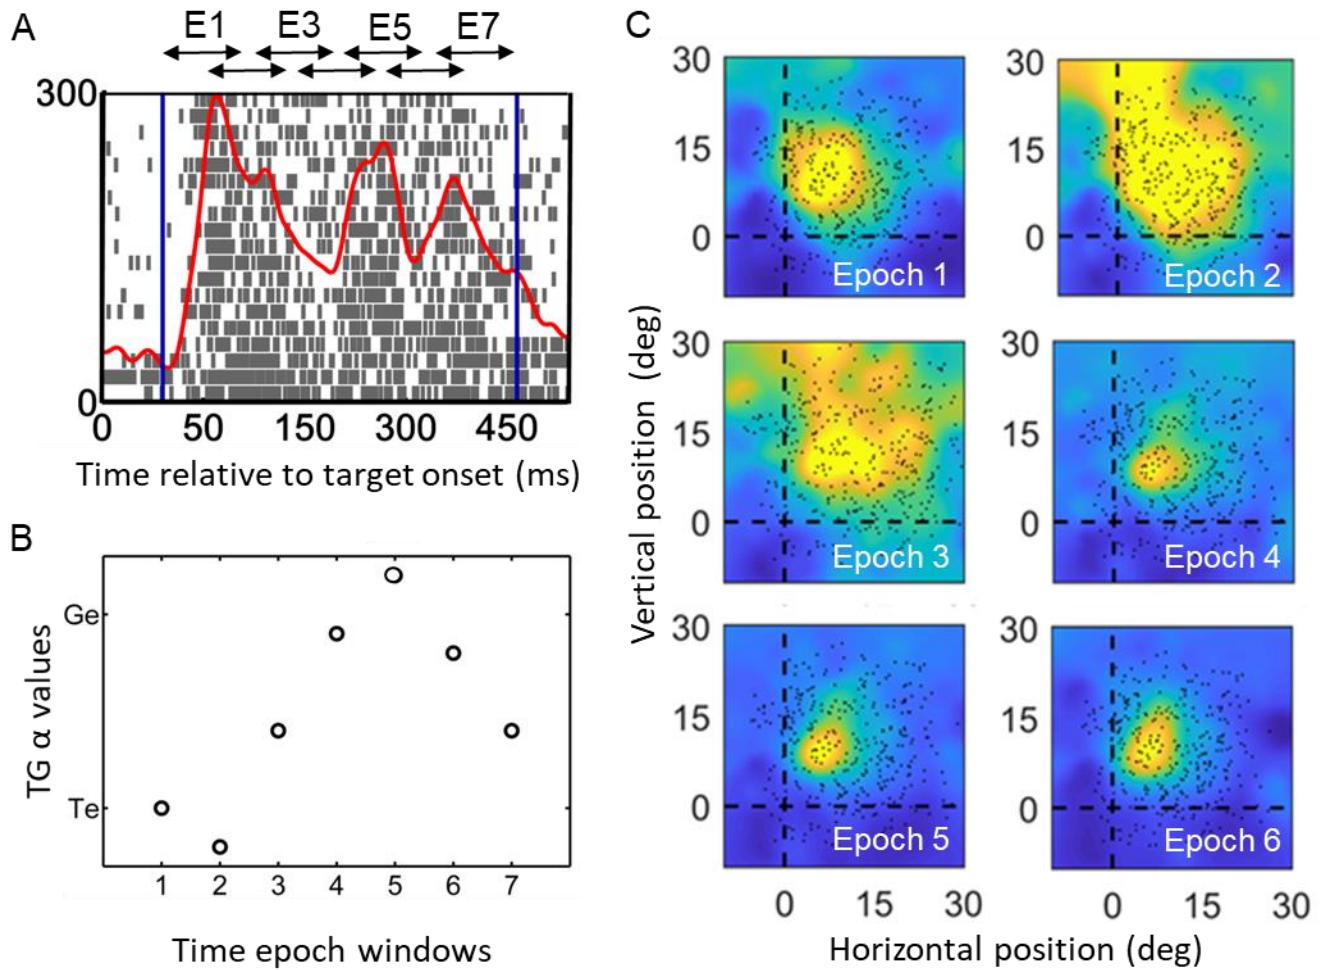 A
E1 E3 E5 E7
300
0
0 50 150 300 450
Time relative to target onset (ms)
B
Ge
Te
TG α values
1 2 3 4 5 6 7
Time epoch windows
C
Vertical position (deg)
30
15
0
Epoch 1
30
15
0
Epoch 2
30
15
0
Epoch 3
30
15
0
Epoch 4
30
15
0
Epoch 5
0 15 30
30
15
0
Epoch 6
0 15 30
Horizontal position (deg)